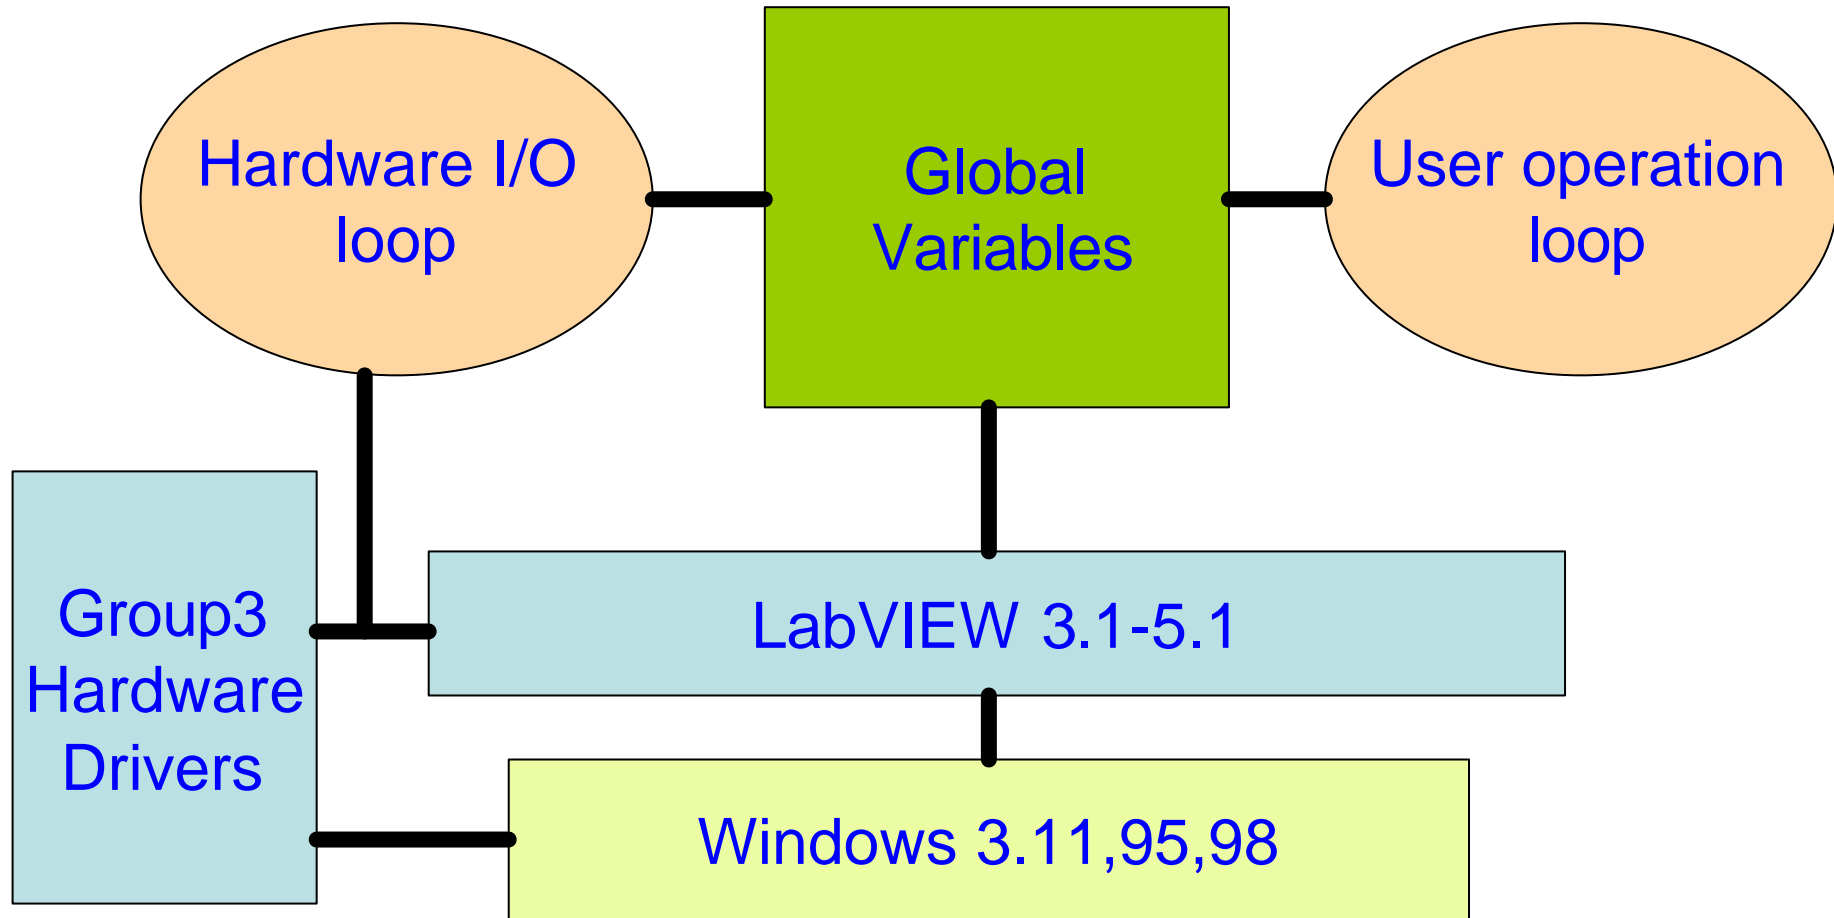 Hardware I/O
loop
Global
Variables
User operation
loop
Group3
Hardware
Drivers
LabVIEW 3.1-5.1
Windows 3.11,95,98